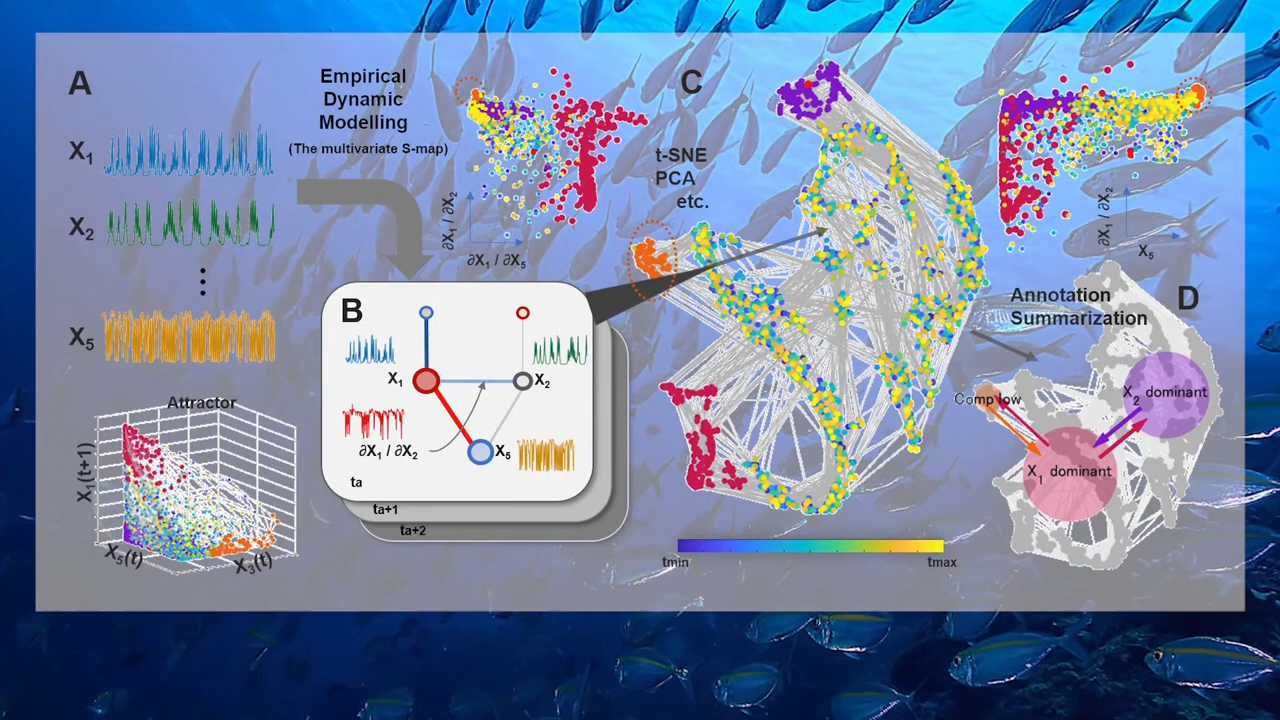 A
X1
X2
X5
Attractor
X1(t+1)
X5(t)
X3(t)
Empirical
Dynamic
Modelling
(The multivariate S-map)
∂X1 / ∂X2
∂X1 / ∂X5
B
X1
X2
∂X1 / ∂X2
X5
ta
ta+1
ta+2
C
t-SNE
PCA
etc.
tmin
tmax
∂X1 / ∂X2
X5
Annotation
Summarization
D
Comp low
X2 dominant
X1 dominant